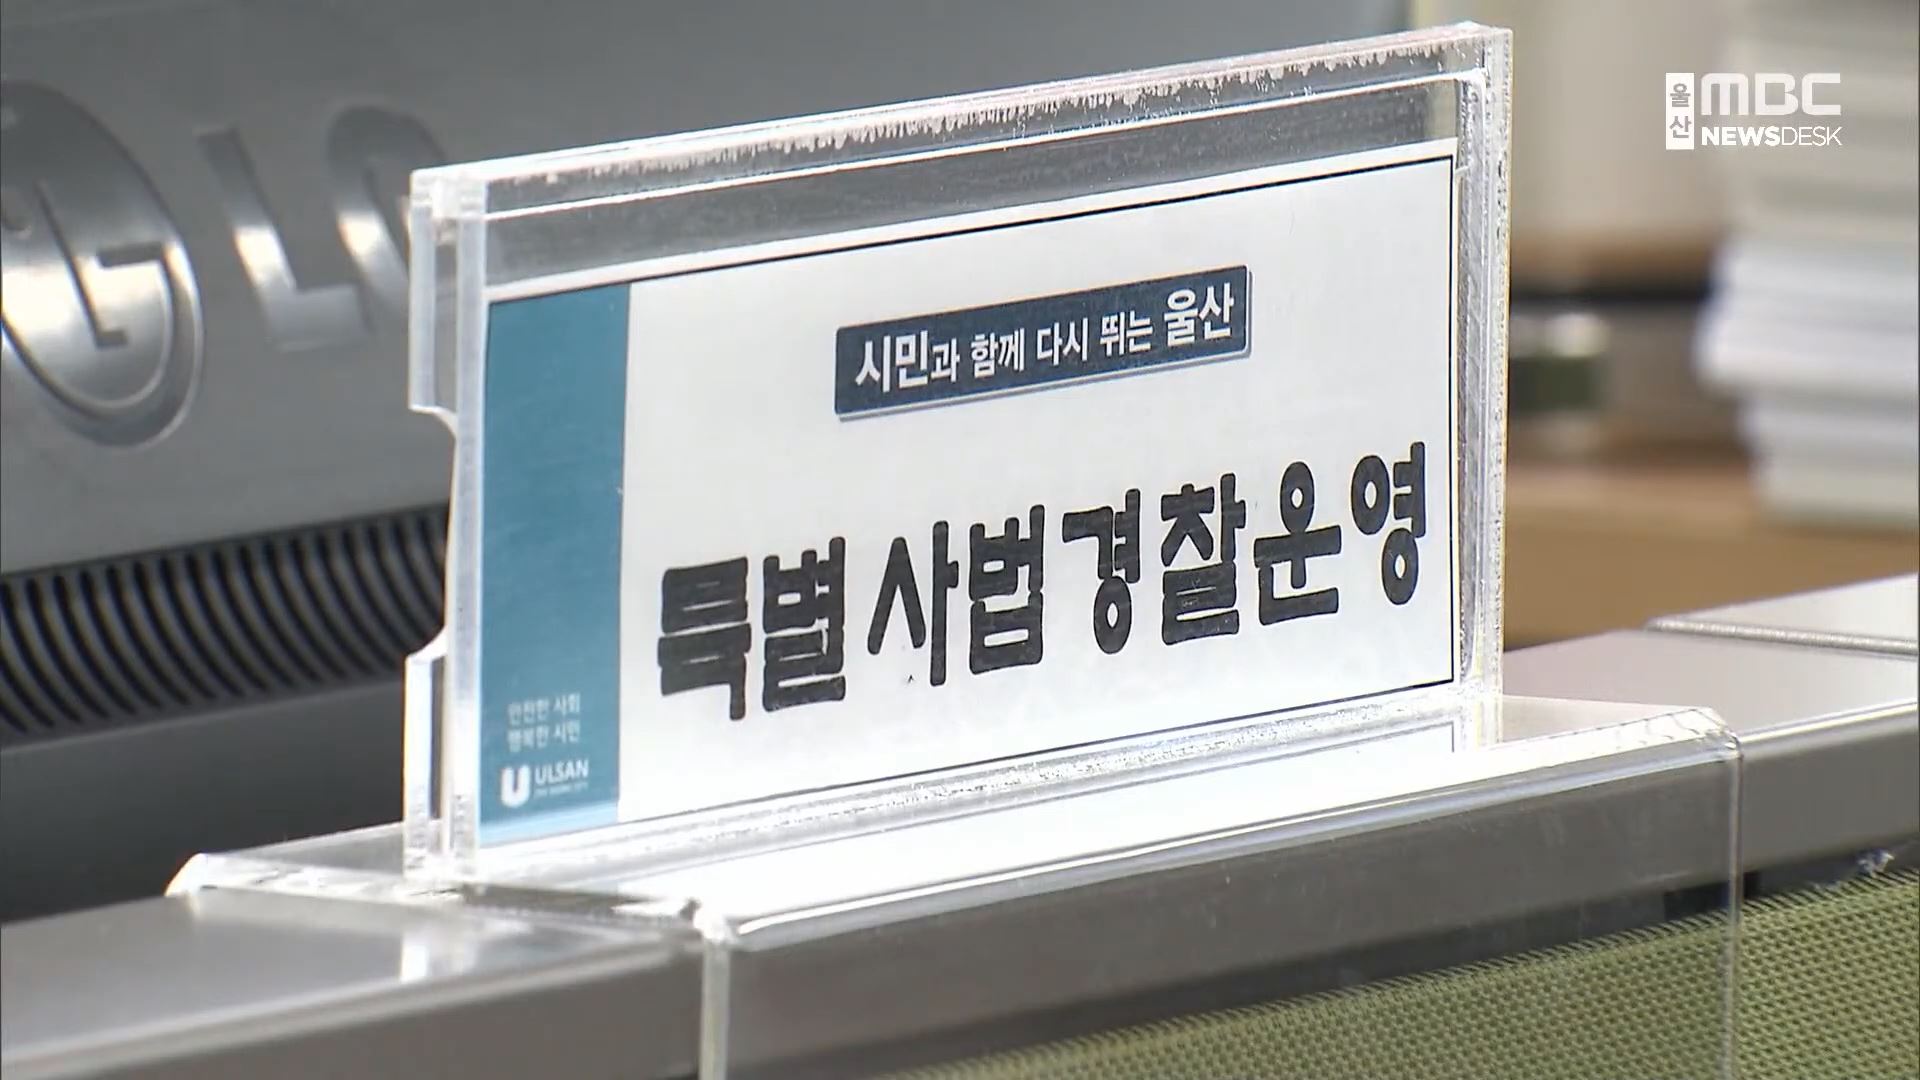 울산 MBC
NEWSDESK
LG
시민과 함께 다시 뛰는 울산
특별사법경찰운영
안전한 사회
행복한 시민
ULSAN